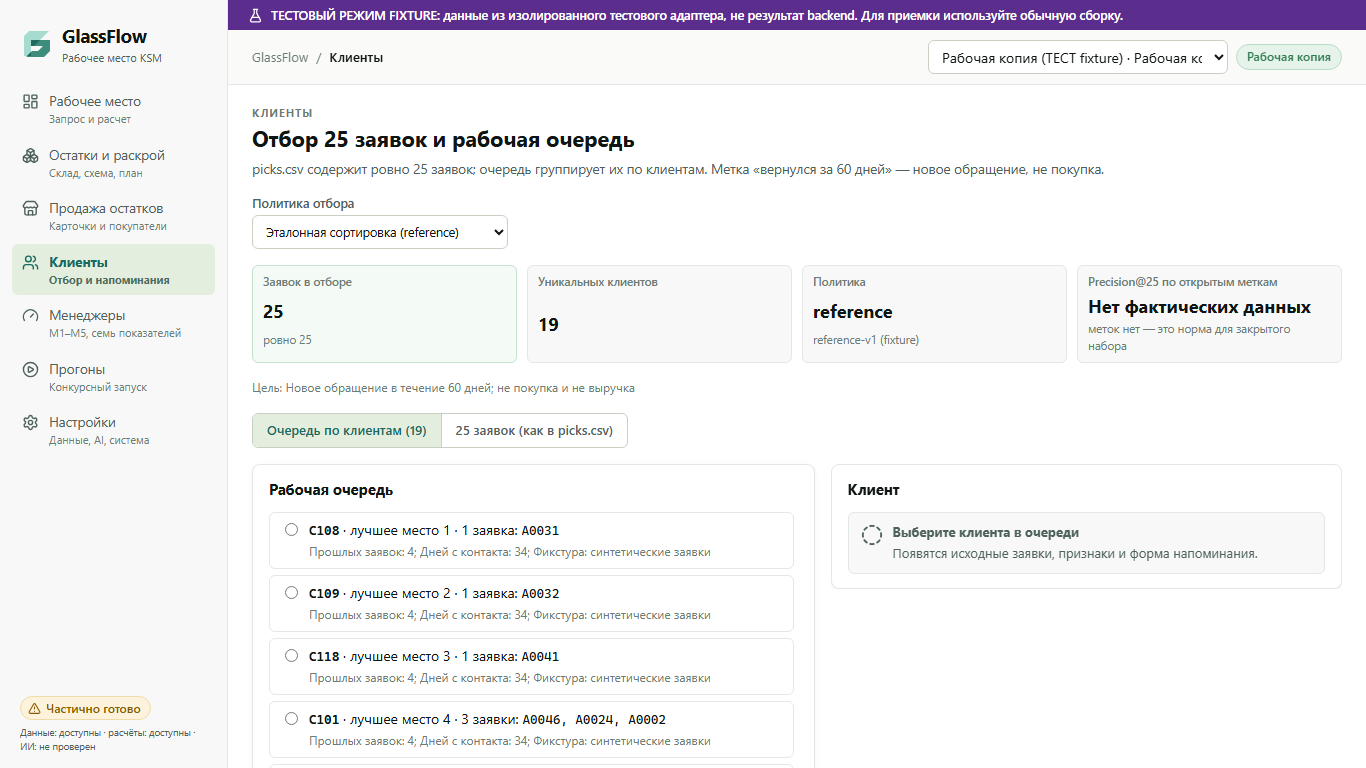 ТЕСТОВЫЙ РЕЖИМ FIXTURE: данные из изолированного тестового адаптера, не результат backend. Для приемки используйте обычную сборку.
GlassFlow
Рабочее место KSM
Рабочее место
Запрос и расчет
Остатки и раскрой
Склад, схема, план
Продажа остатков
Карточки и покупатели
Клиенты
Отбор и напоминания
Менеджеры
М1–М5, семь показателей
Прогоны
Конкурсный запуск
Настройки
Данные, AI, система
Частично готово
Данные: доступны · расчёты: доступны ·
ИИ: не проверен
GlassFlow / Клиенты
Рабочая копия (ТЕСТ fixture) · Рабочая кс
Рабочая копия
КЛИЕНТЫ
Отбор 25 заявок и рабочая очередь
picks.csv содержит ровно 25 заявок; очередь группирует их по клиентам. Метка «вернулся за 60 дней» — новое обращение, не покупка.
Политика отбора
Эталонная сортировка (reference)
Заявок в отборе
25
ровно 25
Уникальных клиентов
19
Политика
reference
reference-v1 (fixture)
Precision@25 по открытым меткам
Нет фактических данных
меток нет — это норма для закрытого
набора
Цель: Новое обращение в течение 60 дней; не покупка и не выручка
Очередь по клиентам (19)
25 заявок (как в picks.csv)
Рабочая очередь
C108 · лучшее место 1 · 1 заявка: A0031
Прошлых заявок: 4; Дней с контакта: 34; Фикстура: синтетические заявки
C109 · лучшее место 2 · 1 заявка: A0032
Прошлых заявок: 4; Дней с контакта: 34; Фикстура: синтетические заявки
C118 · лучшее место 3 · 1 заявка: A0041
Прошлых заявок: 4; Дней с контакта: 34; Фикстура: синтетические заявки
C101 · лучшее место 4 · 3 заявки: A0046, A0024, A0002
Прошлых заявок: 4; Дней с контакта: 34; Фикстура: синтетические заявки
Клиент
Выберите клиента в очереди
Появятся исходные заявки, признаки и форма напоминания.